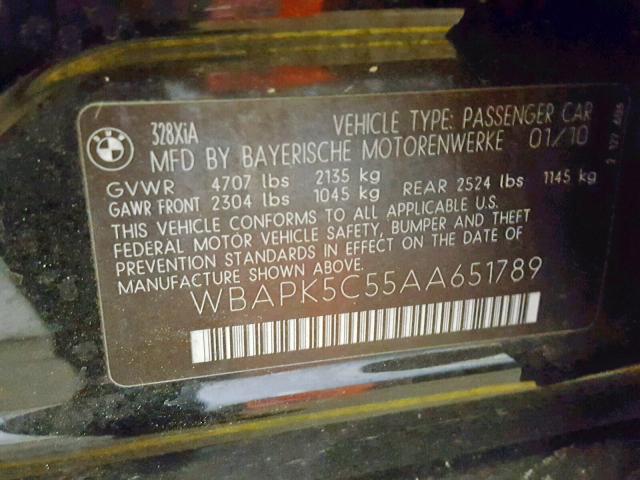 BMW
328XiA VEHICLE TYPE: PASSENGER CAR
MFD BY BAYERISCHE MOTORENWERKE 01/10
GVWR 4707 lbs 2135 kg
GAWR FRONT 2304 lbs 1045 kg REAR 2524 lbs 1145 kg
THIS VEHICLE CONFORMS TO ALL APPLICABLE U.S.
FEDERAL MOTOR VEHICLE SAFETY, BUMPER AND THEFT
PREVENTION STANDARDS IN EFFECT ON THE DATE OF
MANUFACTURE SHOWN ABOVE.
WBAPK5C55AA651789